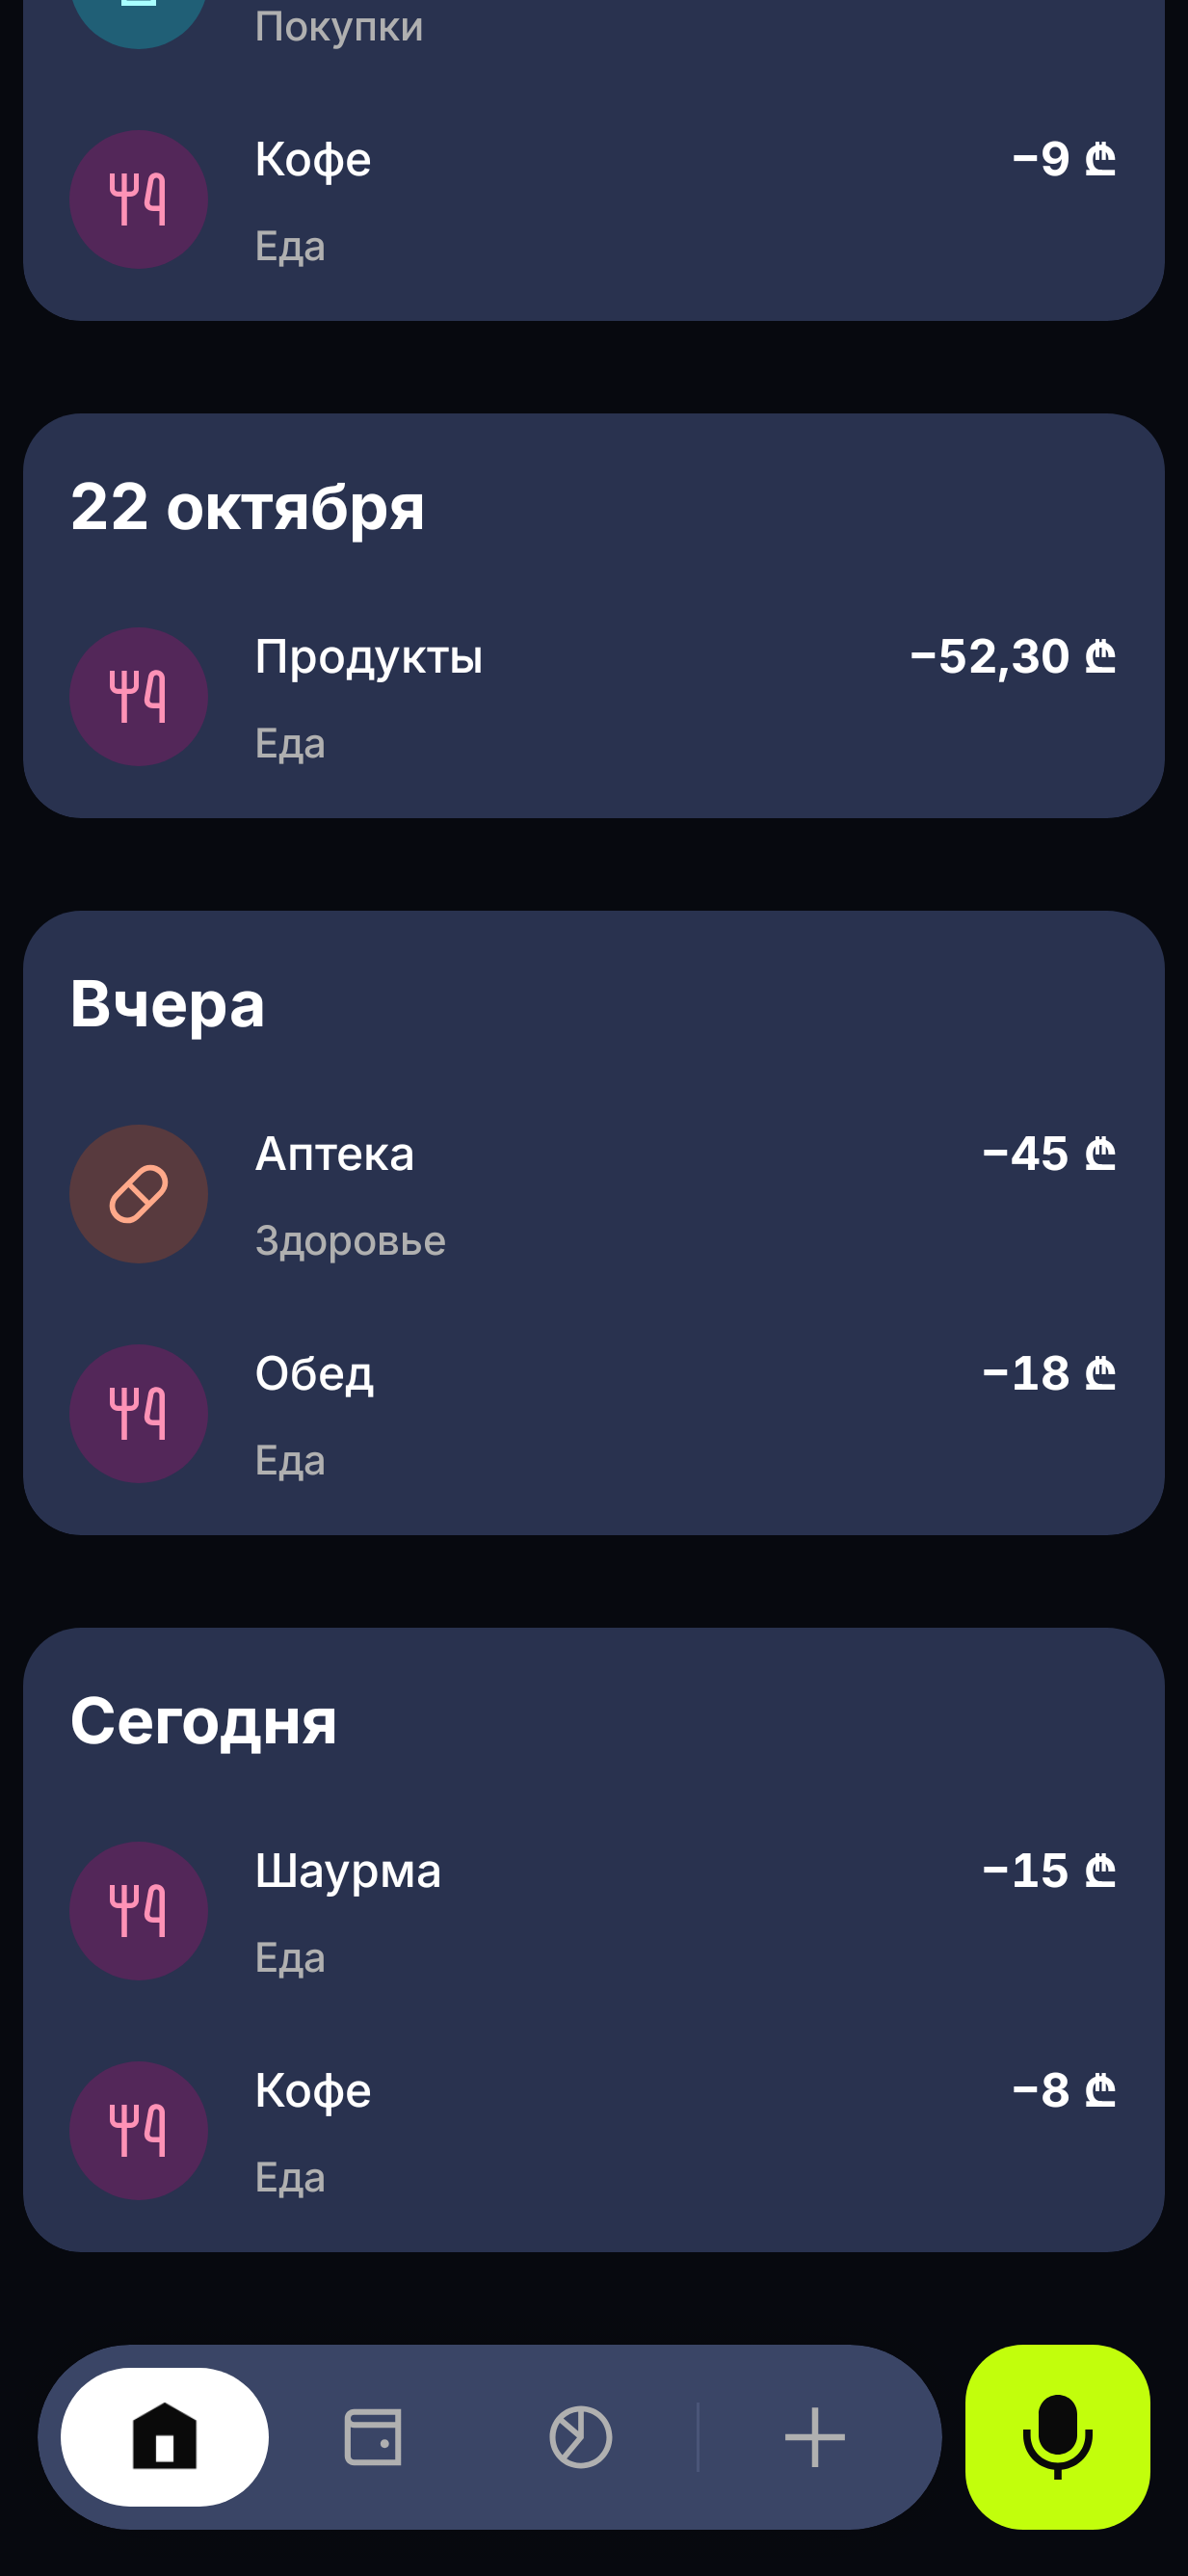 Покупки
Кофе
−9 ₾
Еда
22 октября
Продукты
−52,30 ₾
Еда
Вчера
Аптека
−45 ₾
Здоровье
Обед
−18 ₾
Еда
Сегодня
Шаурма
−15 ₾
Еда
Кофе
−8 ₾
Еда